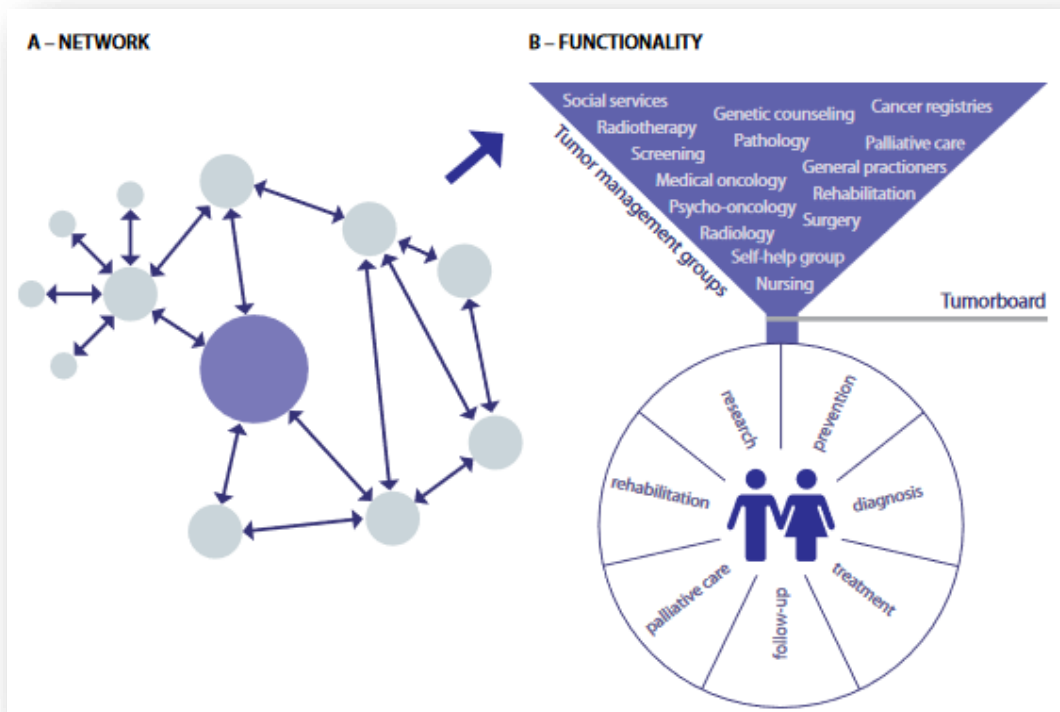 A – NETWORK
B – FUNCTIONALITY
Social services
Genetic counseling
Cancer registries
Radiotherapy
Pathology
Palliative care
Screening
General practioners
Medical oncology
Rehabilitation
Psycho-oncology
Surgery
Radiology
Self-help group
Nursing
Tumor management groups
Tumorboard
research
prevention
rehabilitation
diagnosis
palliative care
treatment
follow-up